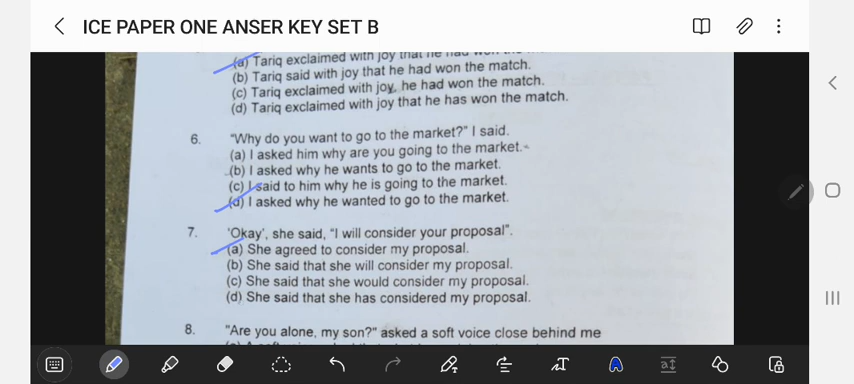 ICE PAPER ONE ANSER KEY SET B
(a) Tariq exclaimed with joy that he had won the
(b) Tariq said with joy that he had won the match.
(c) Tariq exclaimed with joy, he had won the match.
(d) Tariq exclaimed with joy that he has won the match.
6. "Why do you want to go to the market?" I said.
(a) I asked him why are you going to the market.
(b) I asked why he wants to go to the market.
(c) I said to him why he is going to the market.
(d) I asked why he wanted to go to the market.
7. 'Okay', she said, "I will consider your proposal".
(a) She agreed to consider my proposal.
(b) She said that she will consider my proposal.
(c) She said that she would consider my proposal.
(d) She said that she has considered my proposal.
8. "Are you alone, my son?" asked a soft voice close behind me